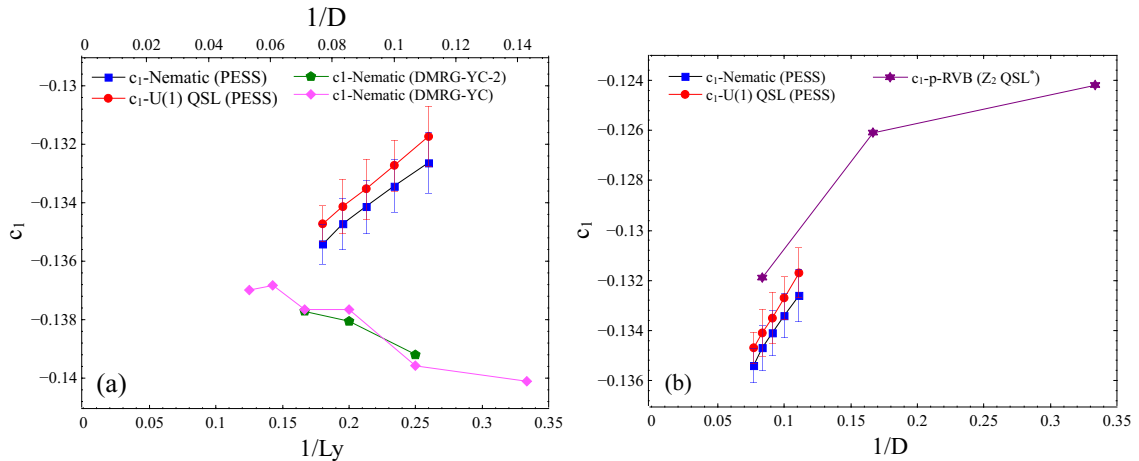 1/D
0 0.02 0.04 0.06 0.08 0.1 0.12 0.14
c₁-Nematic (PESS)
c₁-U(1) QSL (PESS)
c1-Nematic (DMRG-YC-2)
c1-Nematic (DMRG-YC)
−0.13
−0.132
−0.134
−0.136
−0.138
−0.14
c₁
(a)
0 0.05 0.1 0.15 0.2 0.25 0.3 0.35
1/Ly
c₁-Nematic (PESS)
c₁-U(1) QSL (PESS)
c₁-p-RVB (Z₂ QSL*)
−0.124
−0.126
−0.128
−0.13
−0.132
−0.134
−0.136
c₁
(b)
0 0.05 0.1 0.15 0.2 0.25 0.3 0.35
1/D